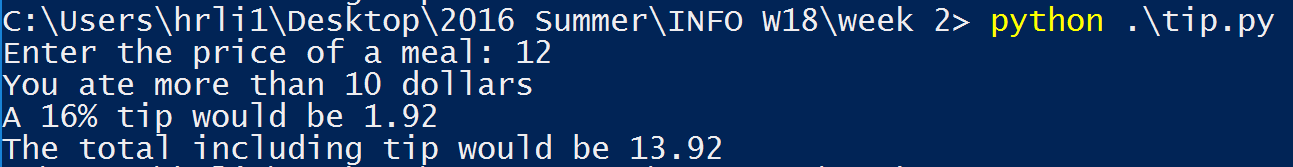 C:\Users\hrli1\Desktop\2016 Summer\INFO W18\week 2> python .\tip.py
Enter the price of a meal: 12
You ate more than 10 dollars
A 16% tip would be 1.92
The total including tip would be 13.92